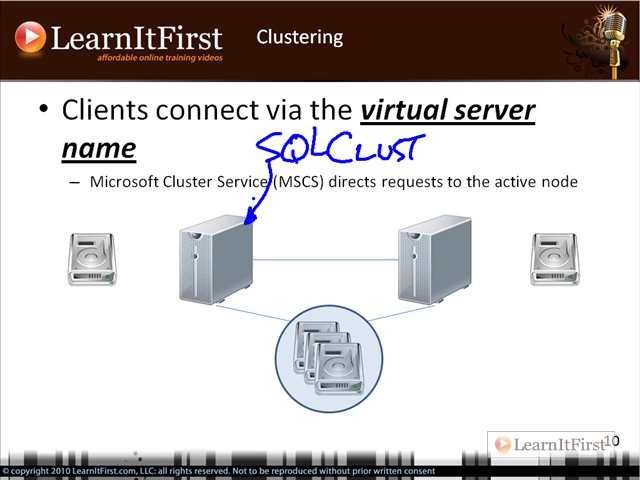 LearnItFirst
affordable online training videos
Clustering
• Clients connect via the virtual server
name
SQLCLUST
– Microsoft Cluster Service (MSCS) directs requests to the active node
10
LearnItFirst
© copyright 2010 LearnItFirst.com, LLC: all rights reserved. Not to be reproduced without prior written consent